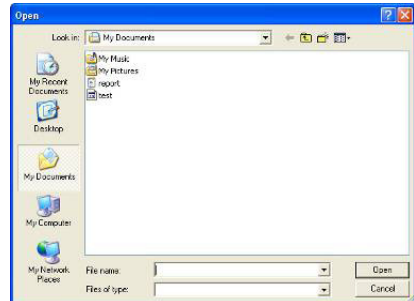 Open
Look in:
My Documents
My Recent
Documents
Desktop
My Documents
My Computer
My Network
Places
My Music
My Pictures
report
test
File name:
Open
Files of type:
Cancel